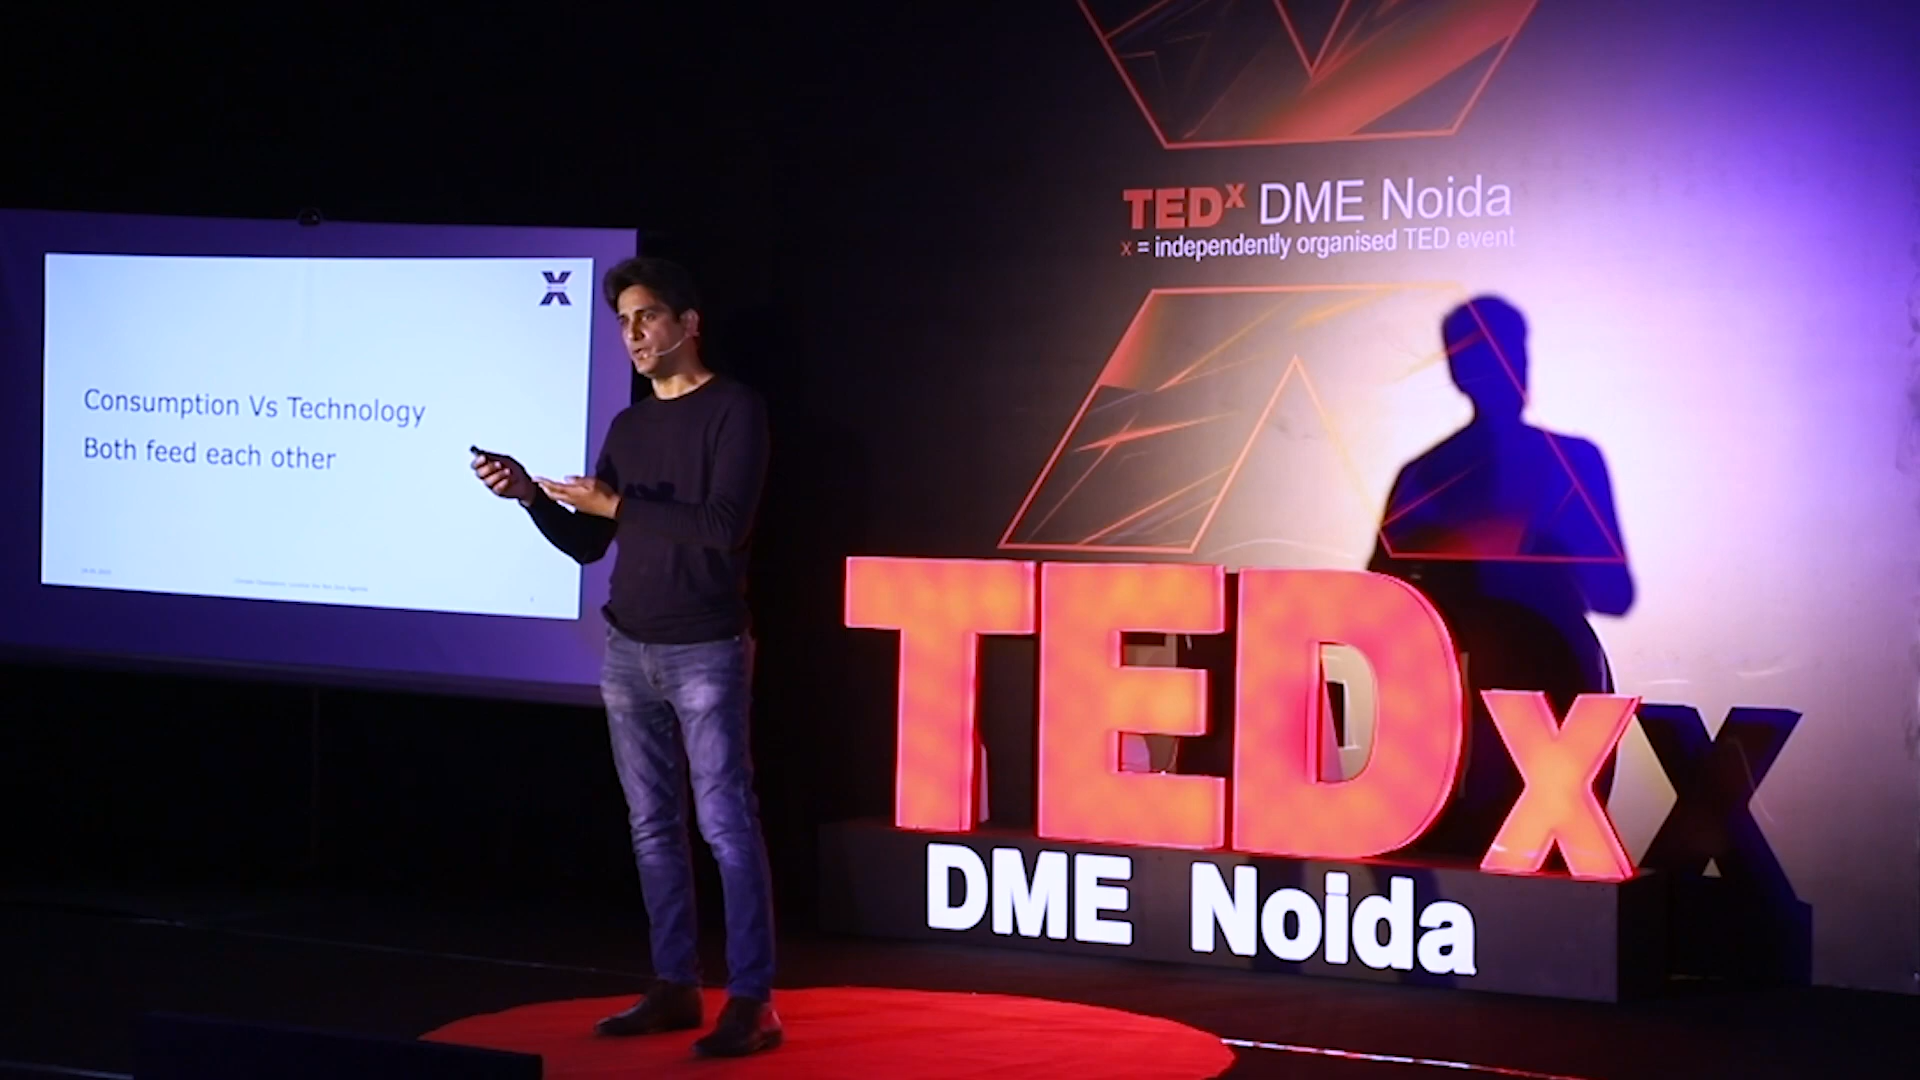 Consumption Vs Technology
Both feed each other
TEDx DME Noida
x = independently organised TED event
TEDx
DME Noida